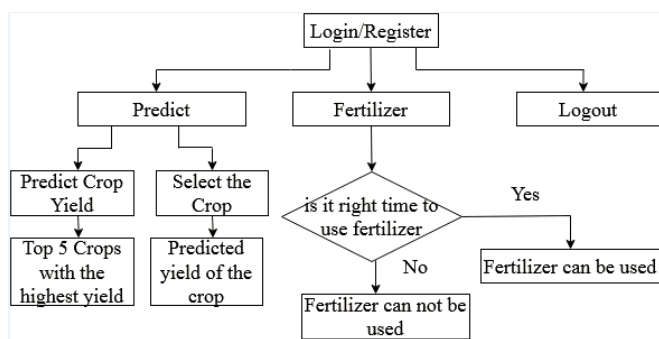 Login/Register
Predict
Fertilizer
Logout
Predict Crop
Yield
Select the
Crop
is it right time to
use fertilizer
Yes
Top 5 Crops
with the
highest yield
Predicted
yield of the
crop
No
Fertilizer can be used
Fertilizer can not be
used